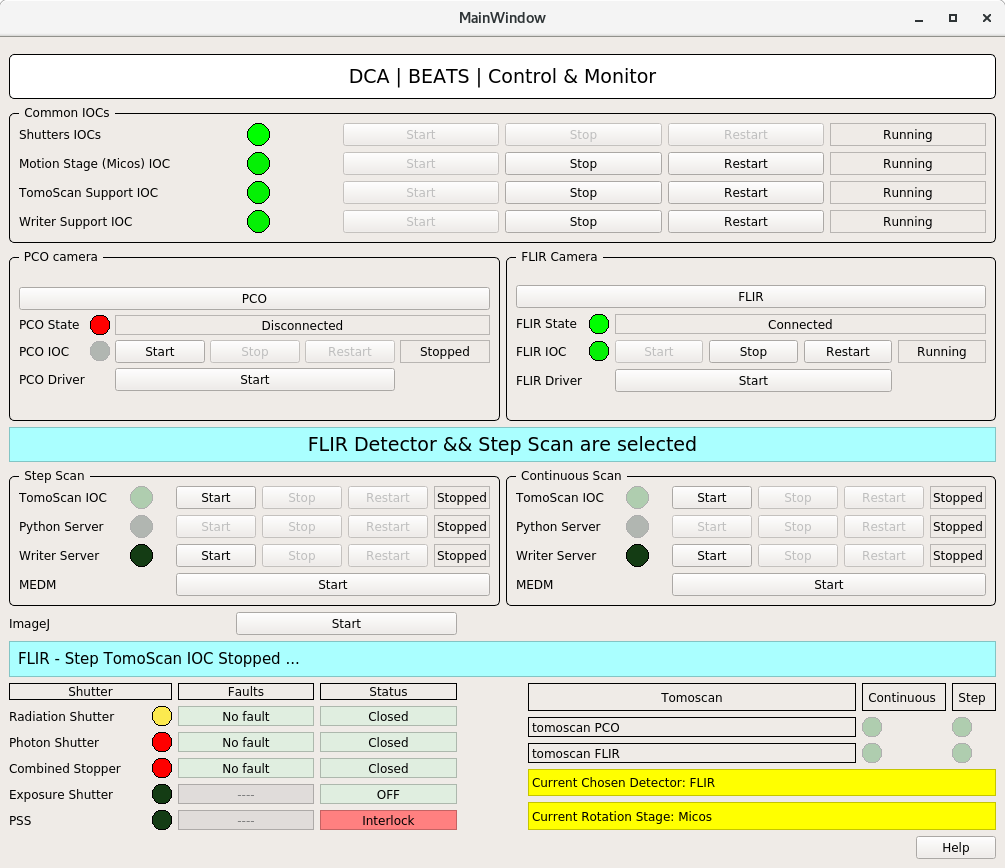 MainWindow
DCA | BEATS | Control & Monitor
Common IOCs
Shutters IOCs Start Stop Restart Running
Motion Stage (Micos) IOC Start Stop Restart Running
TomoScan Support IOC Start Stop Restart Running
Writer Support IOC Start Stop Restart Running
PCO camera
PCO
PCO State Disconnected
PCO IOC Start Stop Restart Stopped
PCO Driver Start
FLIR Camera
FLIR
FLIR State Connected
FLIR IOC Start Stop Restart Running
FLIR Driver Start
FLIR Detector && Step Scan are selected
Step Scan
TomoScan IOC Start Stop Restart Stopped
Python Server Start Stop Restart Stopped
Writer Server Start Stop Restart Stopped
MEDM Start
Continuous Scan
TomoScan IOC Start Stop Restart Stopped
Python Server Start Stop Restart Stopped
Writer Server Start Stop Restart Stopped
MEDM Start
ImageJ Start
FLIR - Step TomoScan IOC Stopped ...
Shutter Faults Status
Radiation Shutter No fault Closed
Photon Shutter No fault Closed
Combined Stopper No fault Closed
Exposure Shutter ---- OFF
PSS ---- Interlock
Tomoscan Continuous Step
tomoscan PCO
tomoscan FLIR
Current Chosen Detector: FLIR
Current Rotation Stage: Micos
Help